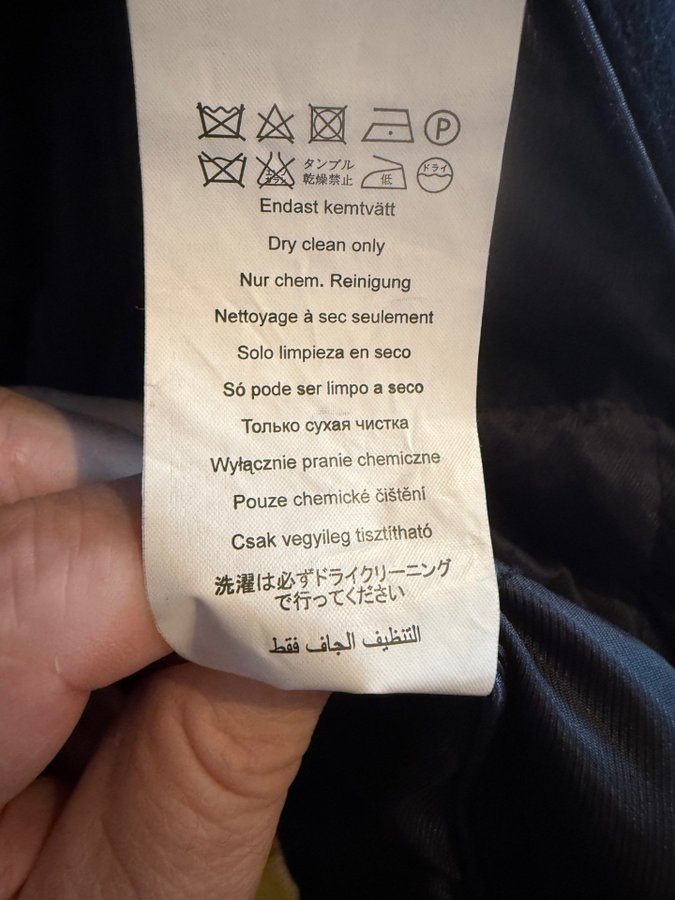 P
タンブル
乾燥禁止 低 ドライ
Endast kemtvätt
Dry clean only
Nur chem. Reinigung
Nettoyage à sec seulement
Solo limpieza en seco
Só pode ser limpo a seco
Только сухая чистка
Wyłącznie pranie chemiczne
Pouze chemické čištění
Csak vegyileg tisztítható
洗濯は必ずドライクリーニング
で行ってください
التنظيف الجاف فقط